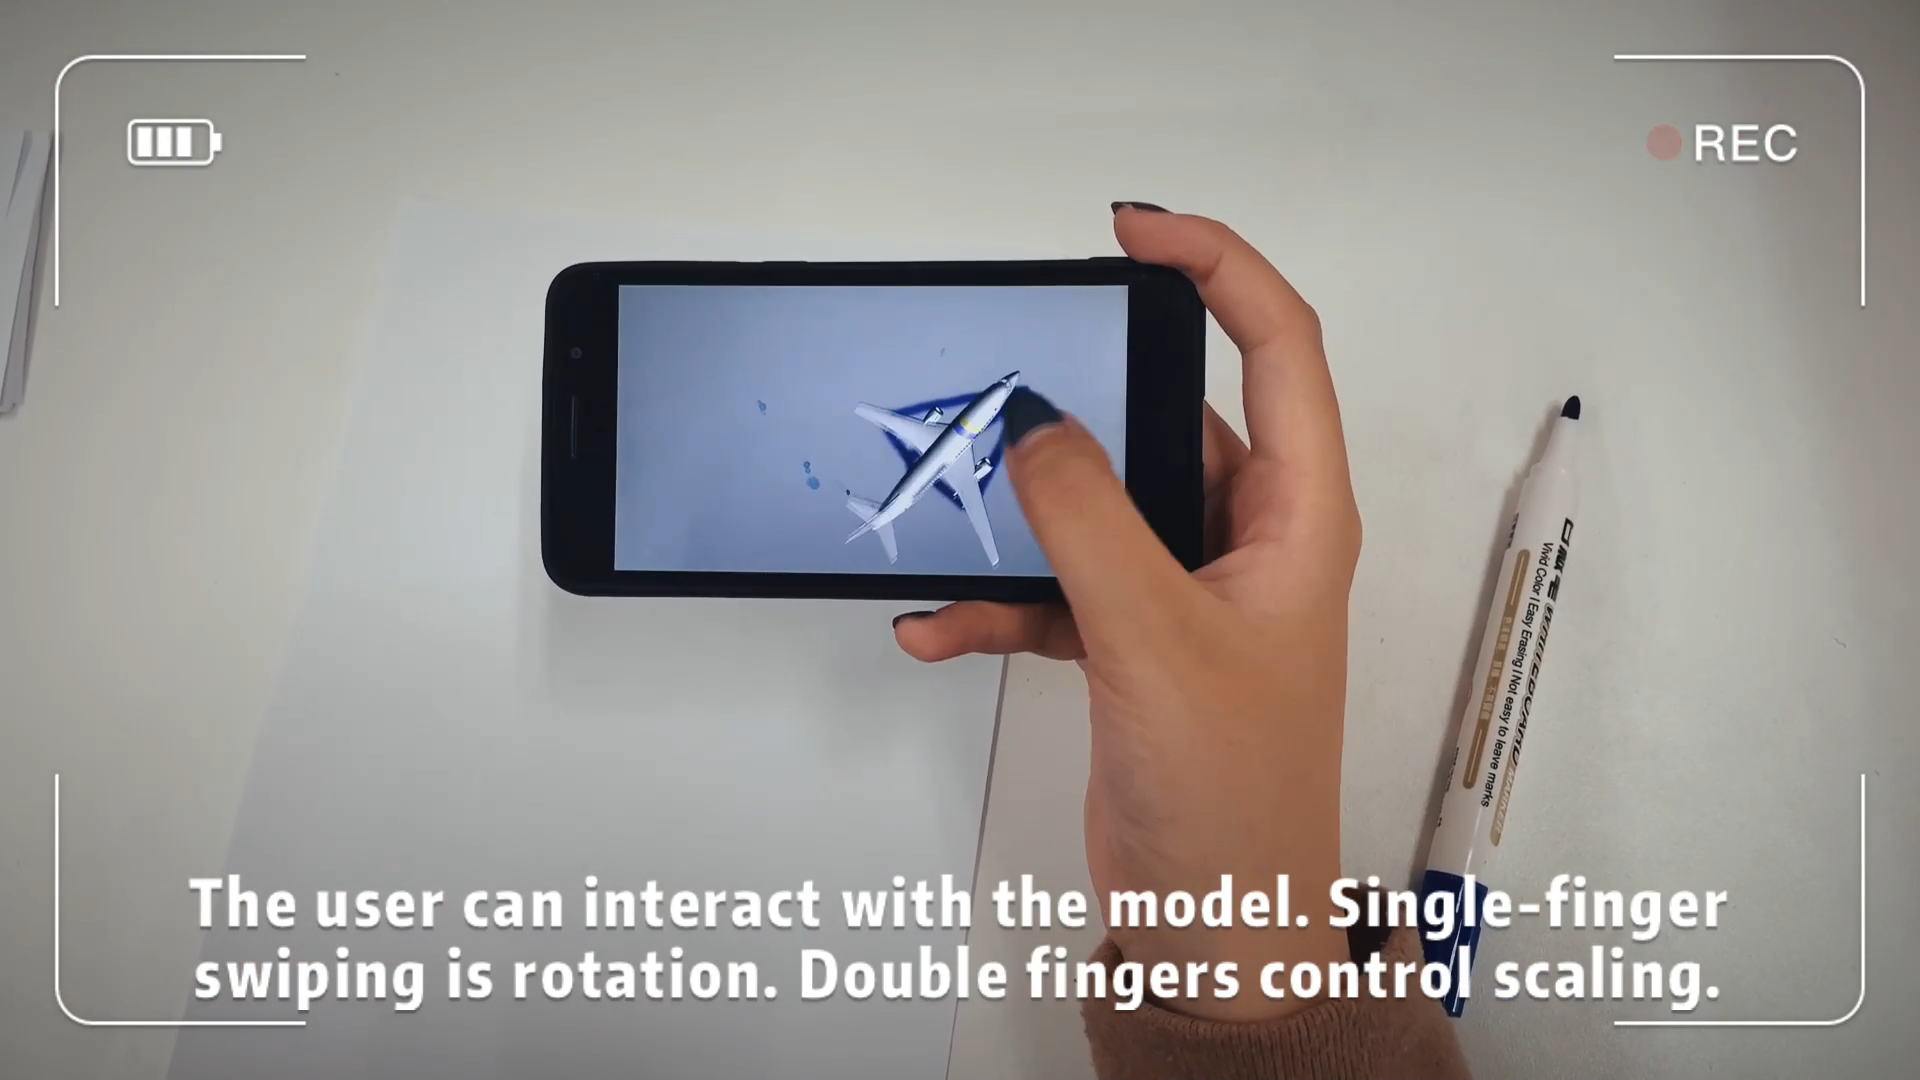 REC
WHITEBOARD MARKER
Vivid Color | Easy Erasing | Not easy to leave marks
The user can interact with the model. Single-finger
swiping is rotation. Double fingers control scaling.